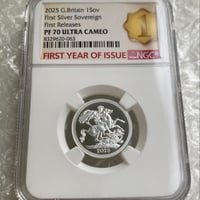 2025 G.Britain 1Sov
First Silver Sovereign
First Releases
PF 70 ULTRA CAMEO
8329620-063
FIRST YEAR OF ISSUE
NGC
2025